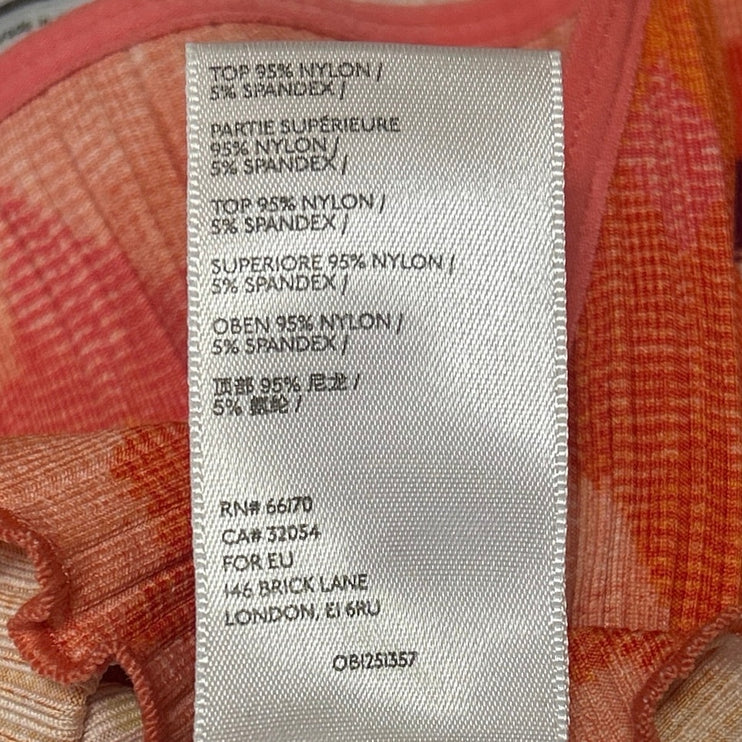 TOP 95% NYLON /
5% SPANDEX /
PARTIE SUPÉRIEURE
95% NYLON /
5% SPANDEX /
TOP 95% NYLON /
5% SPANDEX /
SUPERIORE 95% NYLON /
5% SPANDEX /
OBEN 95% NYLON /
5% SPANDEX /
顶部 95% 尼龙 /
5% 氨纶 /
RN# 66170
CA# 32054
FOR EU
146 BRICK LANE
LONDON, E1 6RU
OB1251357